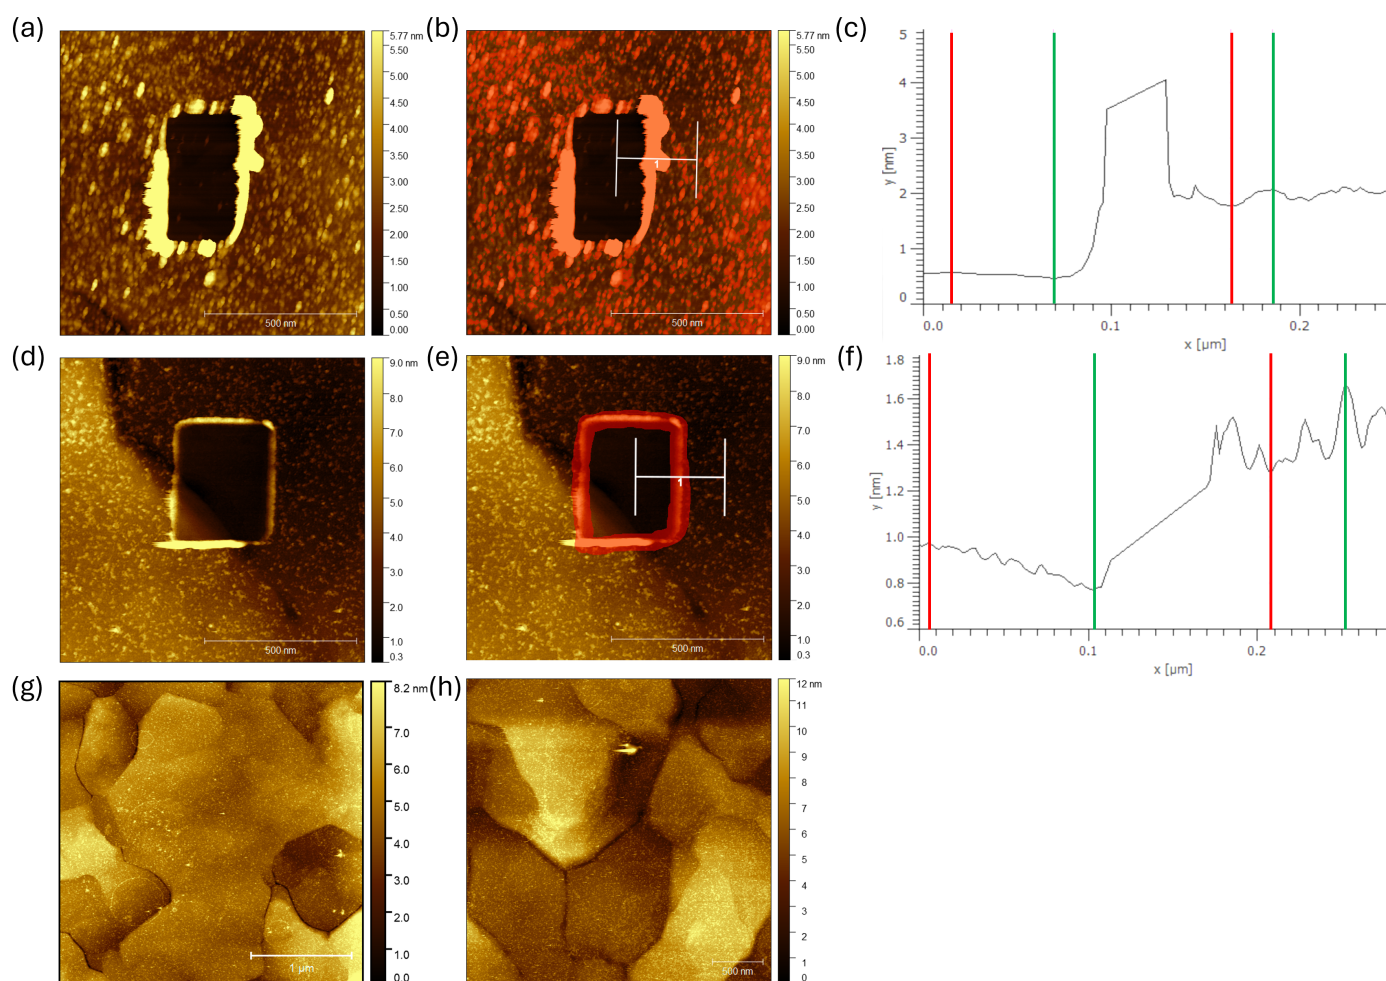 (a)
5.77 nm
5.50
5.00
4.50
4.00
3.50
3.00
2.50
2.00
1.50
1.00
0.50
0.00
500 nm
(b)
1
5.77 nm
5.50
5.00
4.50
4.00
3.50
3.00
2.50
2.00
1.50
1.00
0.50
0.00
500 nm
(c)
y [nm]
5
4
3
2
1
0
0.0 0.1 0.2
x [µm]
(d)
9.0 nm
8.0
7.0
6.0
5.0
4.0
3.0
2.0
1.0
0.3
500 nm
(e)
1
9.0 nm
8.0
7.0
6.0
5.0
4.0
3.0
2.0
1.0
0.3
500 nm
(f)
y [nm]
1.8
1.6
1.4
1.2
1.0
0.8
0.6
0.0 0.1 0.2
x [µm]
(g)
8.2 nm
7.0
6.0
5.0
4.0
3.0
2.0
1.0
0.0
1 µm
(h)
12 nm
11
10
9
8
7
6
5
4
3
2
1
0
500 nm